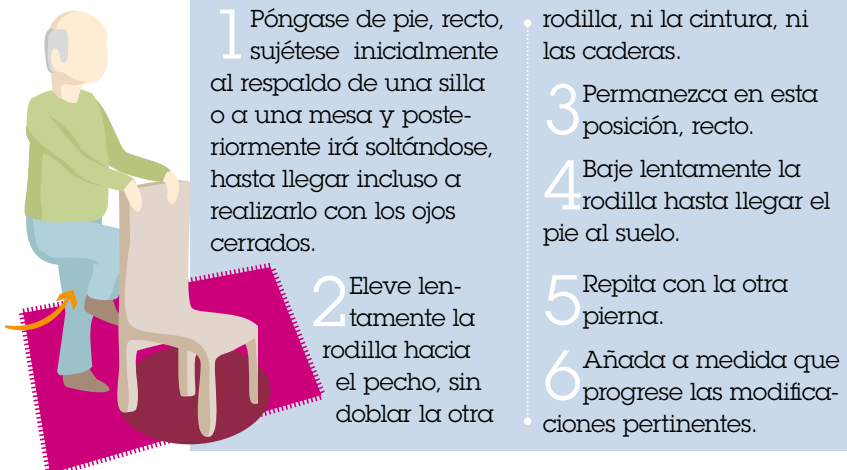 1 Póngase de pie, recto,
sujétese inicialmente
al respaldo de una silla
o a una mesa y poste-
riormente irá soltándose,
hasta llegar incluso a
realizarlo con los ojos
cerrados.
2 Eleve len-
tamente la
rodilla hacia
el pecho, sin
doblar la otra
rodilla, ni la cintura, ni
las caderas.
3 Permanezca en esta
posición, recto.
4 Baje lentamente la
rodilla hasta llegar el
pie al suelo.
5 Repita con la otra
pierna.
6 Añada a medida que
progrese las modifica-
ciones pertinentes.